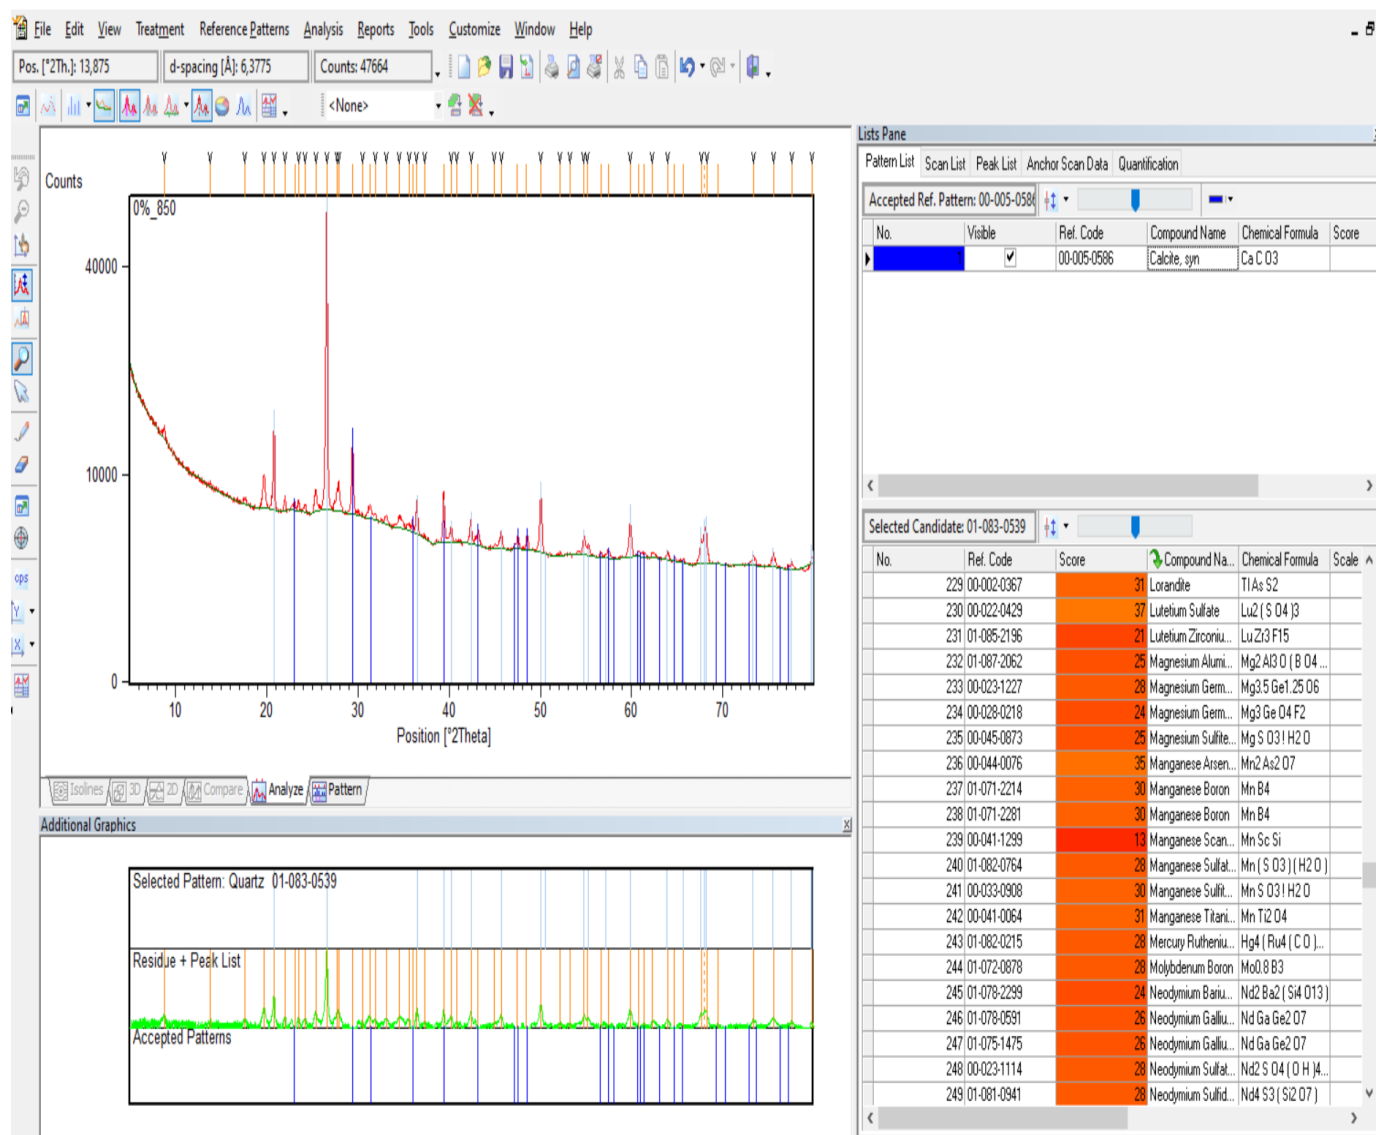 File Edit View Treatment Reference Patterns Analysis Reports Tools Customize Window Help
Pos. [°2Th.]: 13,875 d-spacing [Å]: 6,3775 Counts: 47664
<None>
Lists Pane
Pattern List Scan List Peak List Anchor Scan Data Quantification
Accepted Ref. Pattern: 00-005-0586
No. Visible Ref. Code Compound Name Chemical Formula Score
1 00-005-0586 Calcite, syn Ca C O3
Counts
0%_850
40000
10000
0
10 20 30 40 50 60 70
Position [°2Theta]
cps
Y
X
Isolines 3D 2D Compare Analyze Pattern
Additional Graphics
Selected Pattern: Quartz 01-083-0539
Residue + Peak List
Accepted Patterns
Selected Candidate: 01-083-0539
No. Ref. Code Score Compound Na... Chemical Formula Scale
229 00-002-0367 31 Lorandite Tl As S2
230 00-022-0429 37 Lutetium Sulfate Lu2 ( S O4 )3
231 01-085-2196 21 Lutetium Zirconiu... Lu Zr3 F15
232 01-087-2062 25 Magnesium Alumi... Mg2 Al3 O ( B O4 ...
233 00-023-1227 28 Magnesium Germ... Mg3.5 Ge1.25 O6
234 00-028-0218 24 Magnesium Germ... Mg3 Ge O4 F2
235 00-045-0873 25 Magnesium Sulfite... Mg S O3 ! H2 O
236 00-044-0076 35 Manganese Arsen... Mn2 As2 O7
237 01-071-2214 30 Manganese Boron Mn B4
238 01-071-2281 30 Manganese Boron Mn B4
239 00-041-1299 13 Manganese Scan... Mn Sc Si
240 01-082-0764 28 Manganese Sulfat... Mn ( S O3 ) ( H2 O )
241 00-033-0908 30 Manganese Sulfit... Mn S O3 ! H2 O
242 00-041-0064 31 Manganese Titani... Mn Ti2 O4
243 01-082-0215 28 Mercury Rutheniu... Hg4 ( Ru4 ( C O )...
244 01-072-0878 28 Molybdenum Boron Mo0.8 B3
245 01-078-2299 24 Neodymium Bariu... Nd2 Ba2 ( Si4 O13 )
246 01-078-0591 26 Neodymium Galliu... Nd Ga Ge2 O7
247 01-075-1475 26 Neodymium Galliu... Nd Ga Ge2 O7
248 00-023-1114 28 Neodymium Sulfat... Nd2 S O4 ( O H )4...
249 01-081-0941 28 Neodymium Sulfid... Nd4 S3 ( Si2 O7 )